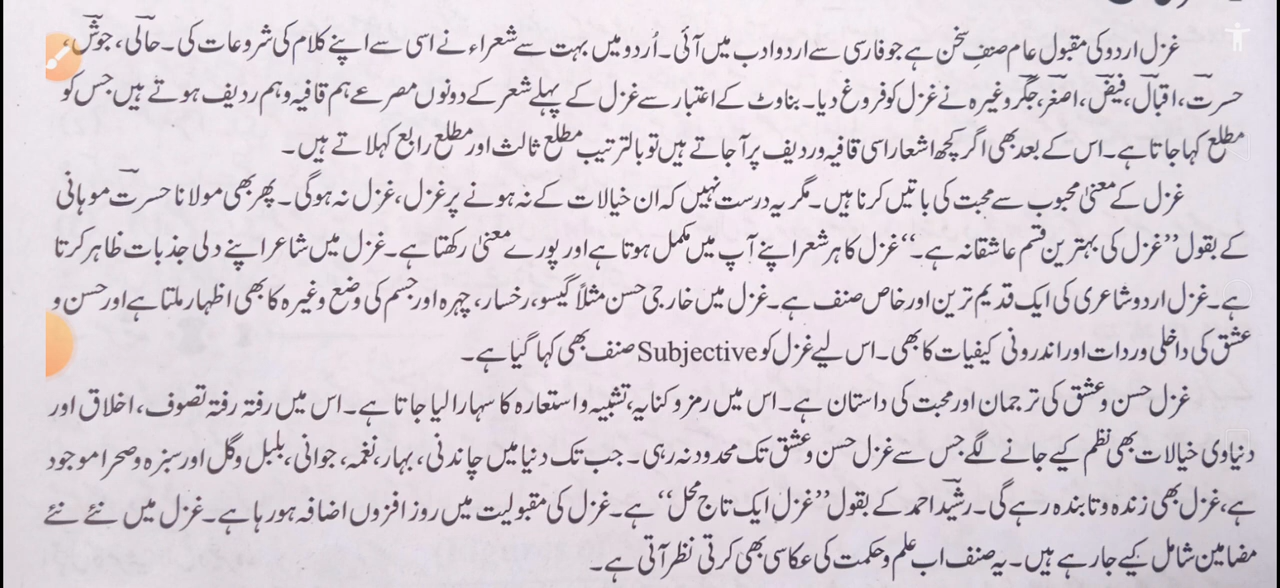 غزل اردو کی مقبول عام صنف سخن ہے جو فارسی سے اردو ادب میں آئی۔ اُردو میں بہت سے شعراء نے اسی سے اپنے کلام کی شروعات کی۔ حالؔی، جوشؔ،
حسرتؔ، اقبالؔ، فیضؔ، اصغرؔ، جگرؔ وغیرہ نے غزل کو فروغ دیا۔ بناوٹ کے اعتبار سے غزل کے پہلے شعر کے دونوں مصرعے ہم قافیہ و ہم ردیف ہوتے ہیں جس کو
مطلع کہا جاتا ہے۔ اس کے بعد بھی اگر کچھ اشعار اسی قافیہ و ردیف پر آجاتے ہیں تو بالترتیب مطلع ثالث اور مطلع رابع کہلاتے ہیں۔
غزل کے معنیٰ محبوب سے محبت کی باتیں کرنا ہیں۔ مگر یہ درست نہیں کہ ان خیالات کے نہ ہونے پر غزل، غزل نہ ہوگی۔ پھر بھی مولانا حسرتؔ موہانی
کے بقول ’’غزل کی بہترین قسم عاشقانہ ہے۔‘‘ غزل کا ہر شعر اپنے آپ میں مکمل ہوتا ہے اور پورے معنیٰ رکھتا ہے۔ غزل میں شاعر اپنے دلی جذبات ظاہر کرتا
ہے۔ غزل اردو شاعری کی ایک قدیم ترین اور خاص صنف ہے۔ غزل میں خارجی حسن مثلاً گیسو، رخسار، چہرہ اور جسم کی وضع وغیرہ کا بھی اظہار ملتا ہے اور حسن و
عشق کی داخلی وردات اور اندرونی کیفیات کا بھی۔ اس لیے غزل کو Subjective صنف بھی کہا گیا ہے۔
غزل حسن و عشق کی ترجمان اور محبت کی داستان ہے۔ اس میں رمز و کنایہ، تشبیہ و استعارہ کا سہارا لیا جاتا ہے۔ اس میں رفتہ رفتہ تصوف، اخلاق اور
دنیاوی خیالات بھی نظم کیے جانے لگے جس سے غزل حسن و عشق تک محدود نہ رہی۔ جب تک دنیا میں چاندنی، بہار، نغمہ، جوانی، بلبل و گل اور سبزہ و صحرا موجود
ہے، غزل بھی زندہ و تابندہ رہے گی۔ رشیدؔ احمد کے بقول ’’غزل ایک تاج محل‘‘ ہے۔ غزل کی مقبولیت میں روز افزوں اضافہ ہورہا ہے۔ غزل میں نئے نئے
مضامین شامل کیے جارہے ہیں۔ یہ صنف اب علم و حکمت کی عکاسی بھی کرتی نظر آتی ہے۔